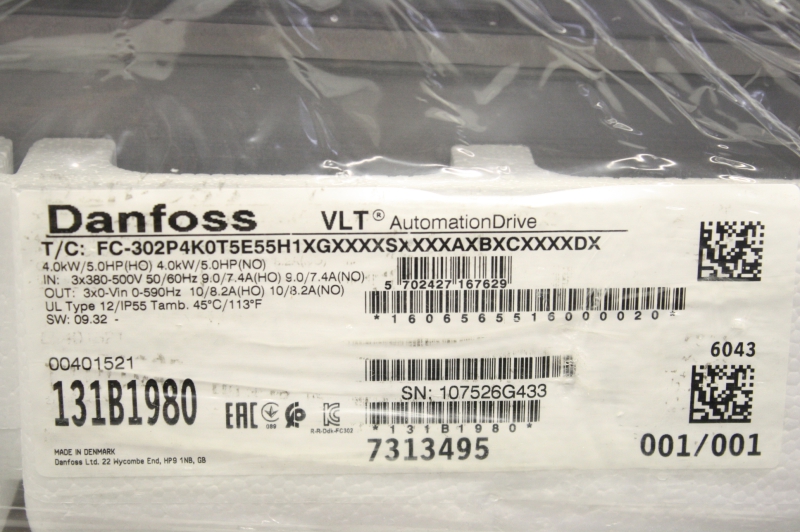 Danfoss VLT® AutomationDrive
T/C: FC-302P4K0T5E55H1XGXXXXSXXXXAXBXCXXXXDX
4.0kW/5.0HP(HO) 4.0kW/5.0HP(NO)
IN: 3x380-500V 50/60Hz 9.0/7.4A(HO) 9.0/7.4A(NO)
OUT: 3x0-Vin 0-590Hz 10/8.2A(HO) 10/8.2A(NO)
UL Type 12/IP55 Tamb. 45°C/113°F
SW: 09.32 -
5 702427 167629
*1606565516000020*
00401521
131B1980
6043
SN: 107526G433
EAC
089
R-R-Ddk-FC302
*131B1980*
7313495
001/001
MADE IN DENMARK
Danfoss Ltd. 22 Wycombe End, HP9 1NB, GB